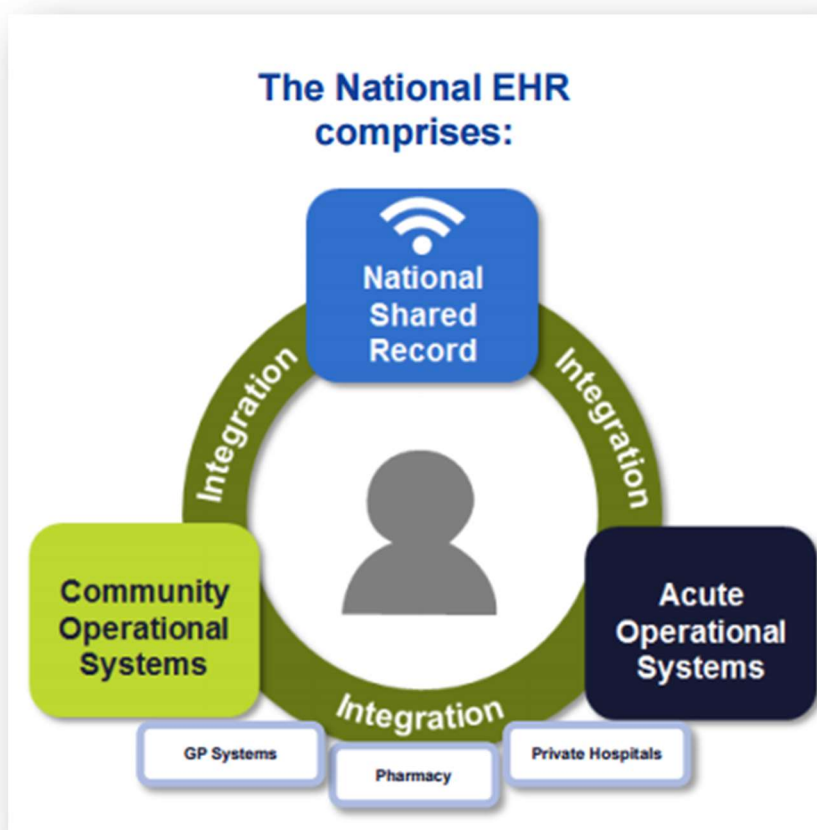 The National EHR
comprises:
National
Shared
Record
Integration
Integration
Community
Operational
Systems
Acute
Operational
Systems
Integration
GP Systems
Pharmacy
Private Hospitals